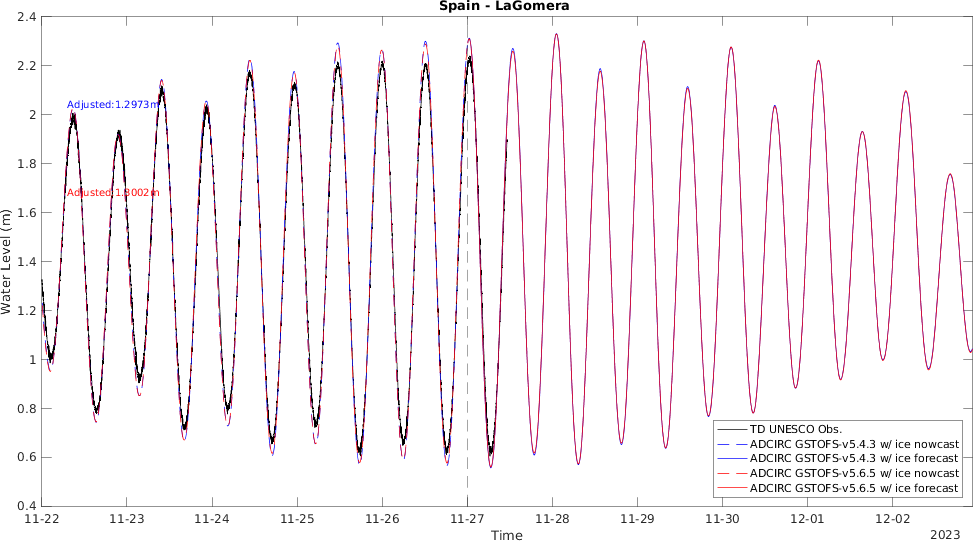 Spain - LaGomera
2.4
2.2
2
1.8
1.6
1.4
1.2
1
0.8
0.6
0.4
Water Level (m)
Adjusted:1.2973m
Adjusted:1.3002m
TD UNESCO Obs.
ADCIRC GSTOFS-v5.4.3 w/ ice nowcast
ADCIRC GSTOFS-v5.4.3 w/ ice forecast
ADCIRC GSTOFS-v5.6.5 w/ ice nowcast
ADCIRC GSTOFS-v5.6.5 w/ ice forecast
11-22 11-23 11-24 11-25 11-26 11-27 11-28 11-29 11-30 12-01 12-02
Time
2023